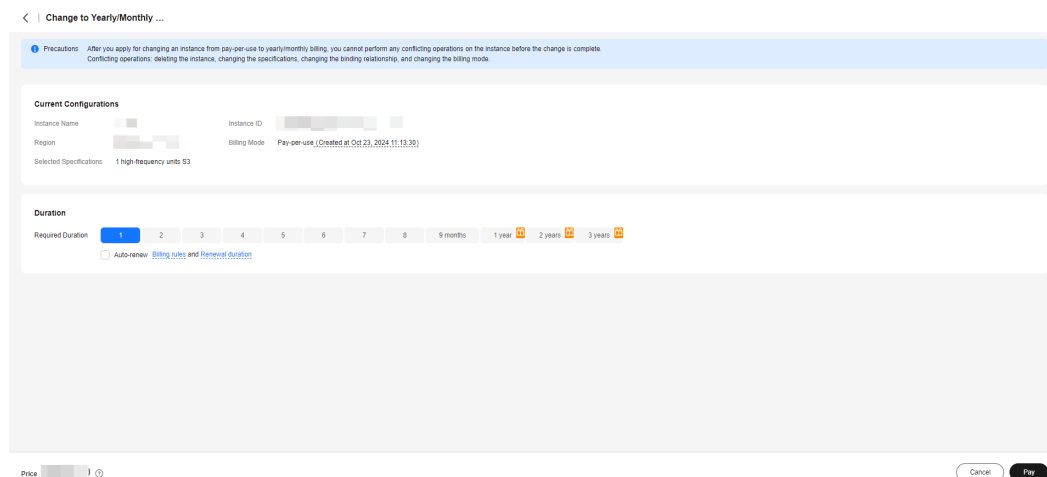 Change to Yearly/Monthly ...
Precautions After you apply for changing an instance from pay-per-use to yearly/monthly billing, you cannot perform any conflicting operations on the instance before the change is complete.
Conflicting operations: deleting the instance, changing the specifications, changing the binding relationship, and changing the billing mode.
Current Configurations
Instance Name Instance ID
Region Billing Mode Pay-per-use (Created at Oct 23, 2024 11:13:30)
Selected Specifications 1 high-frequency units S3
Duration
Required Duration 1 2 3 4 5 6 7 8 9 months 1 year 2 years 3 years
Auto-renew Billing rules and Renewal duration
Price ) Cancel Pay